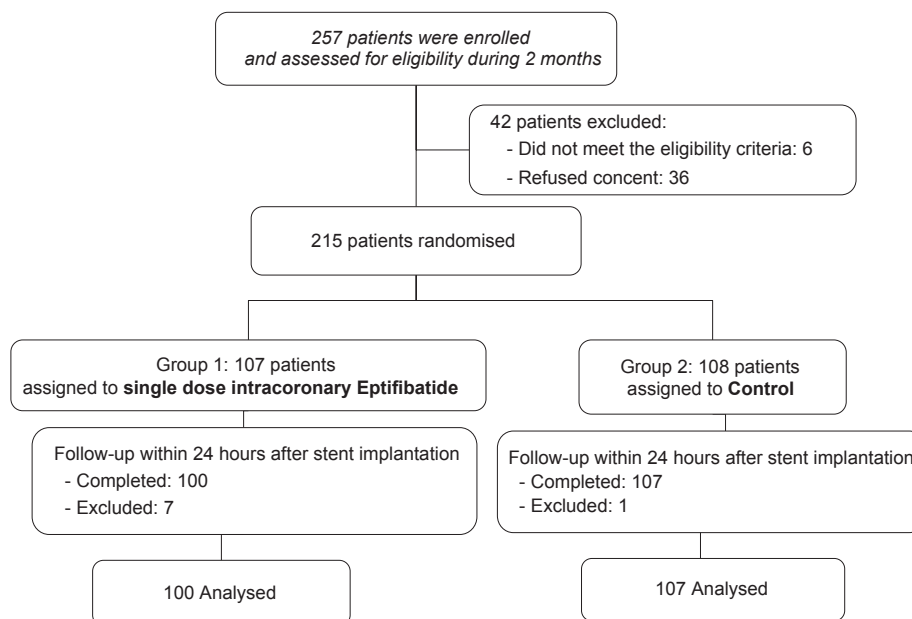 257 patients were enrolled
and assessed for eligibility during 2 months
42 patients excluded:
- Did not meet the eligibility criteria: 6
- Refused concent: 36
215 patients randomised
Group 1: 107 patients
assigned to single dose intracoronary Eptifibatide
Group 2: 108 patients
assigned to Control
Follow-up within 24 hours after stent implantation
- Completed: 100
- Excluded: 7
Follow-up within 24 hours after stent implantation
- Completed: 107
- Excluded: 1
100 Analysed
107 Analysed